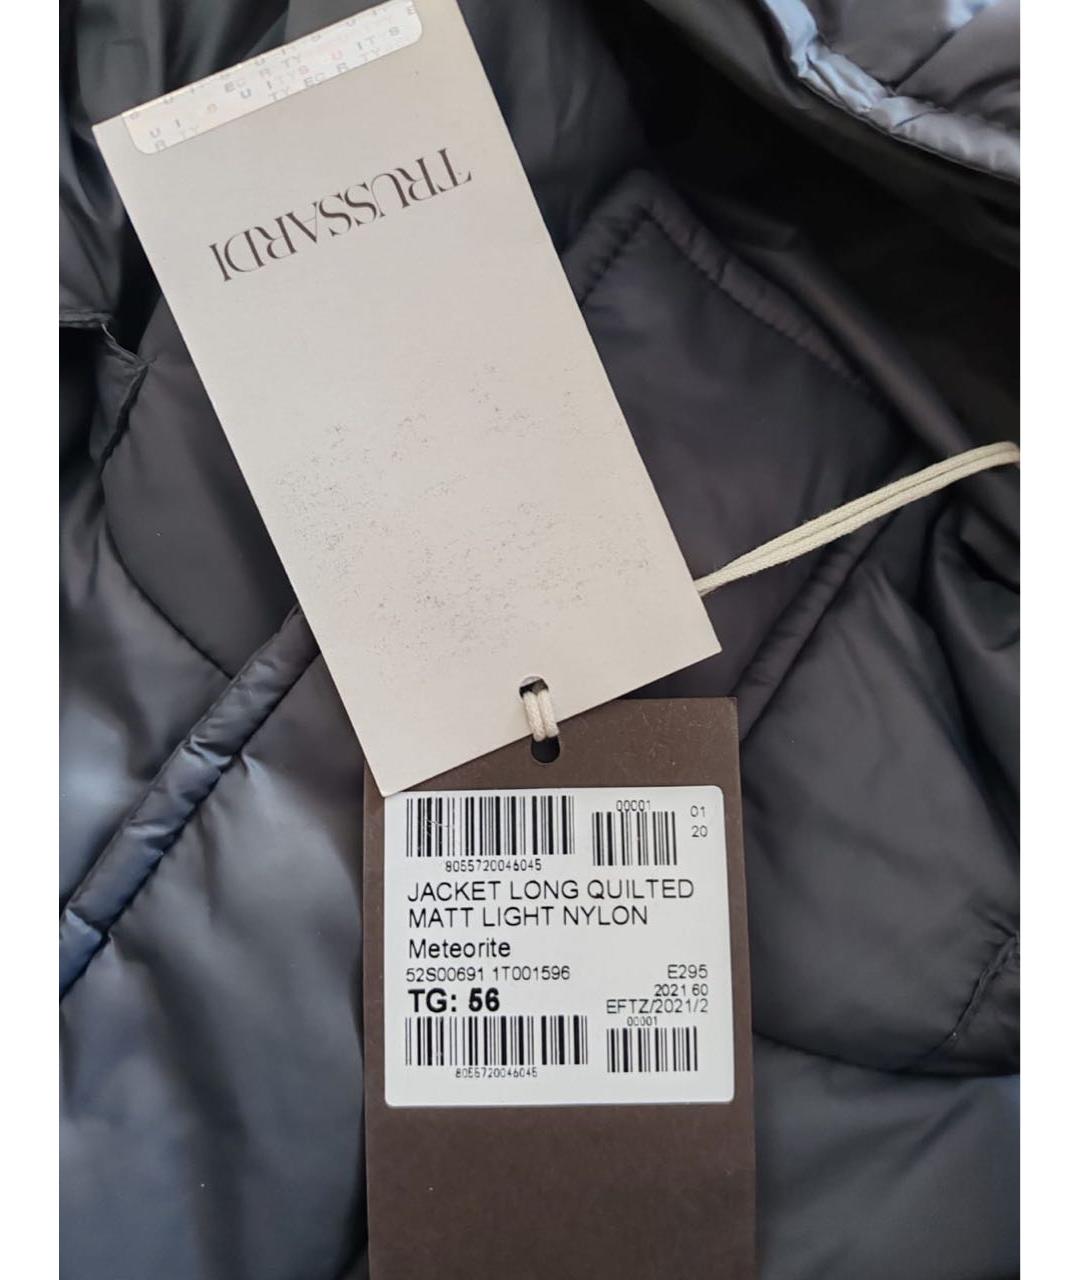 TRUSSARDI
00001
01
20
8055720046045
JACKET LONG QUILTED
MATT LIGHT NYLON
Meteorite
52S00691 1T001596
E295
2021 60
TG: 56
EFTZ/2021/2
00001
8055720046045